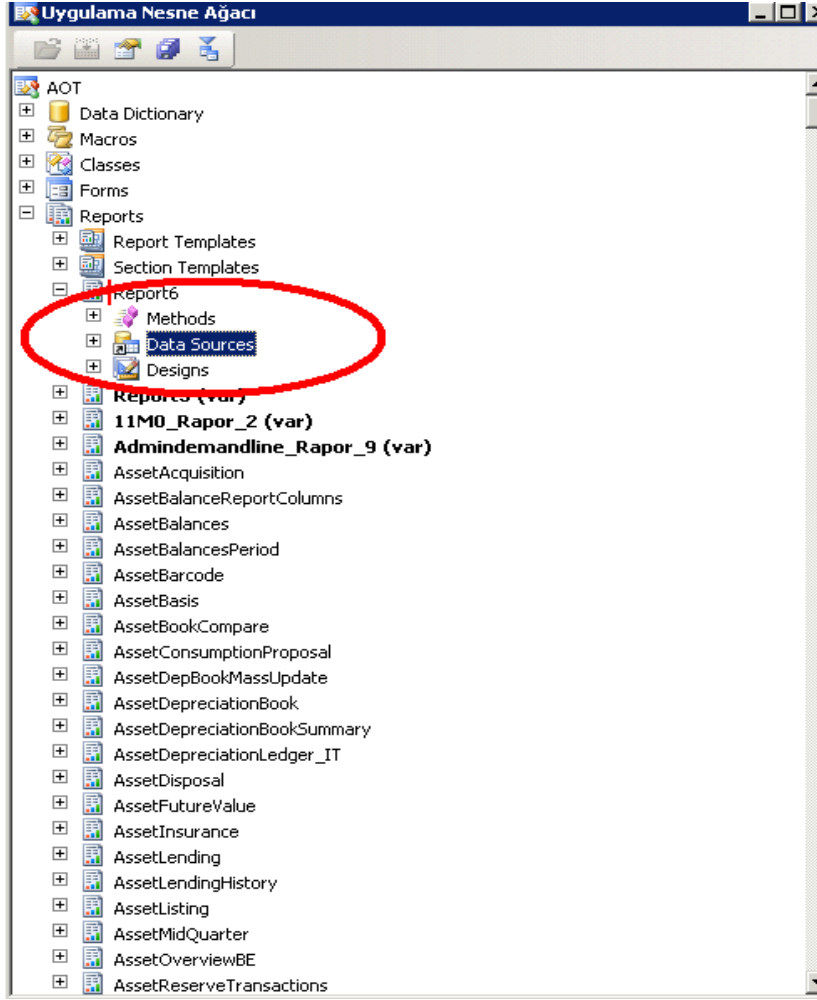 Uygulama Nesne Ağacı
AOT
Data Dictionary
Macros
Classes
Forms
Reports
Report Templates
Section Templates
Report6
Methods
Data Sources
Designs
Report5 (var)
11M0_Rapor_2 (var)
Admindemandline_Rapor_9 (var)
AssetAcquisition
AssetBalanceReportColumns
AssetBalances
AssetBalancesPeriod
AssetBarcode
AssetBasis
AssetBookCompare
AssetConsumptionProposal
AssetDepBookMassUpdate
AssetDepreciationBook
AssetDepreciationBookSummary
AssetDepreciationLedger_IT
AssetDisposal
AssetFutureValue
AssetInsurance
AssetLending
AssetLendingHistory
AssetListing
AssetMidQuarter
AssetOverviewBE
AssetReserveTransactions